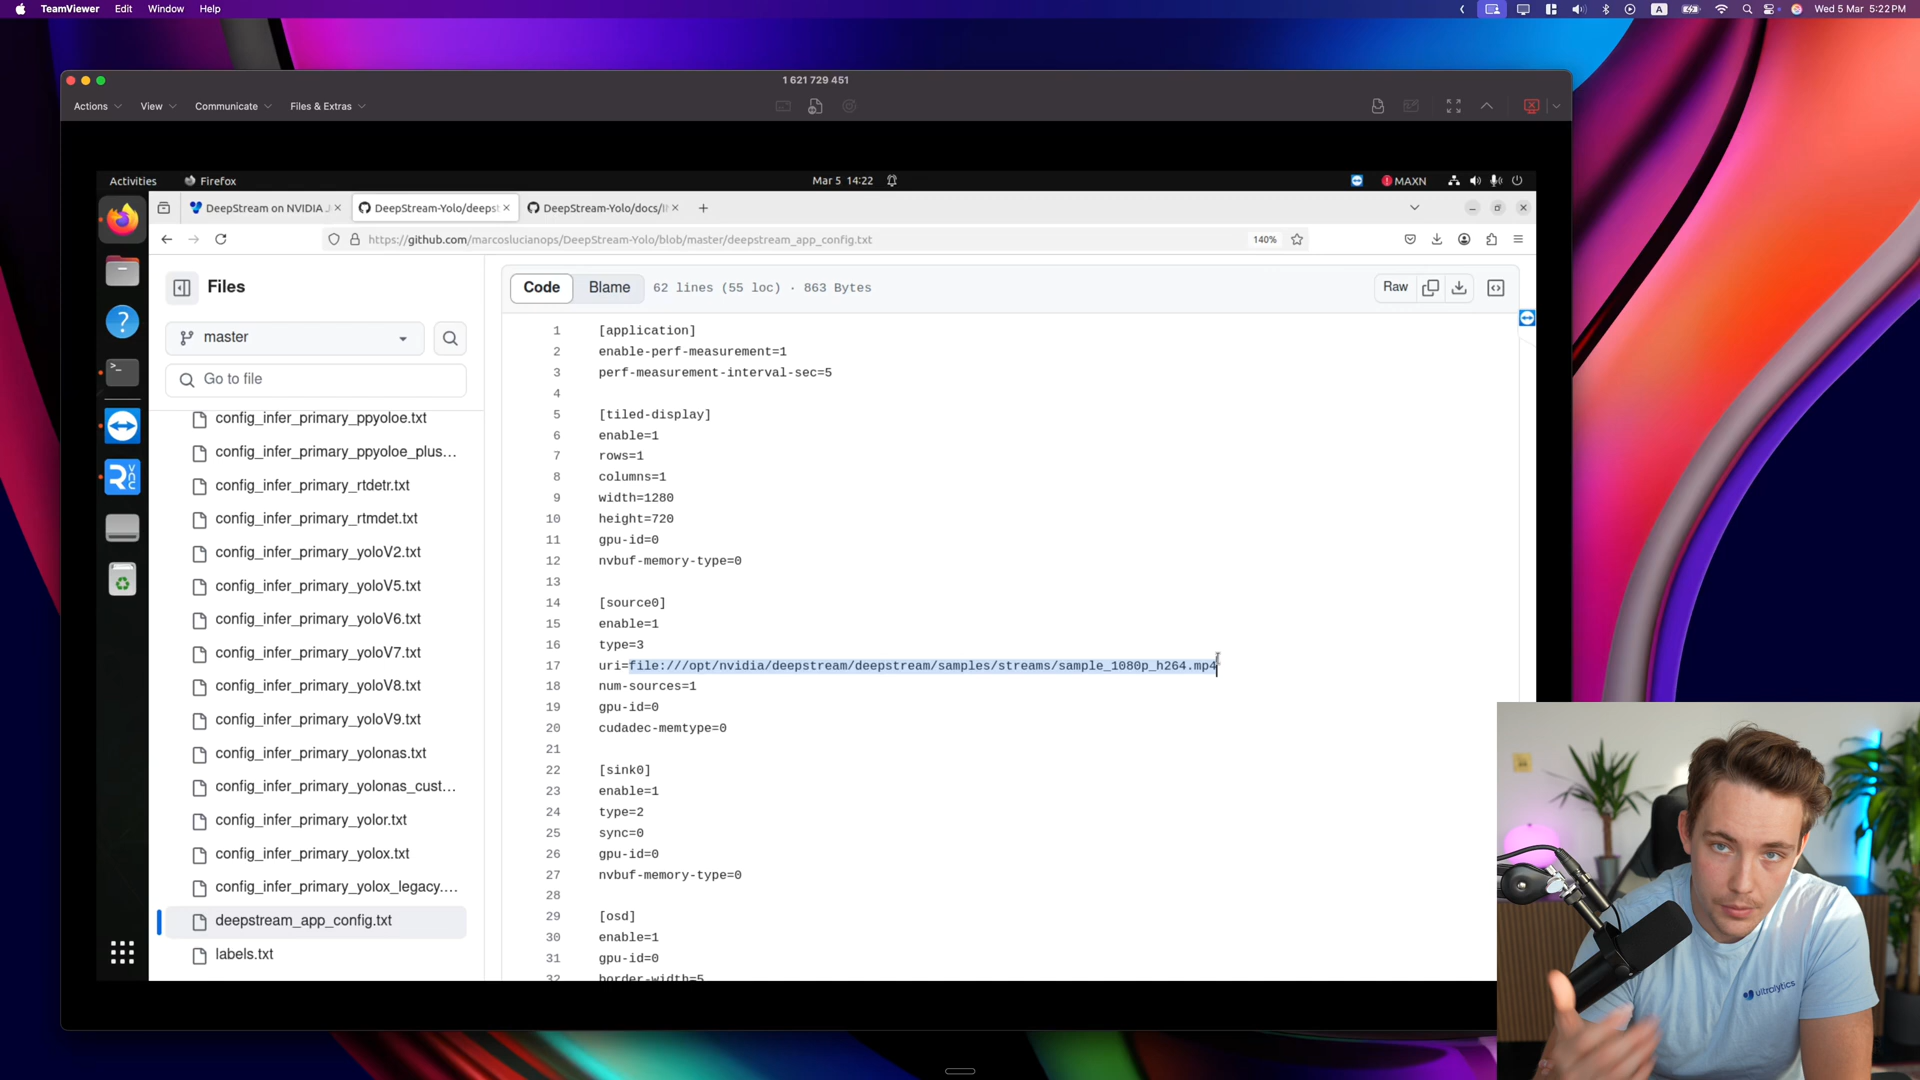 TeamViewer Edit Window Help
A
Wed 5 Mar 5:22 PM
1 621 729 451
Actions View Communicate Files & Extras
Activities Firefox
Mar 5 14:22
MAXN
DeepStream on NVIDIA J
DeepStream-Yolo/deepst
DeepStream-Yolo/docs/I
https://github.com/marcoslucianops/DeepStream-Yolo/blob/master/deepstream_app_config.txt
140%
Files
master
Go to file
config_infer_primary_ppyoloe.txt
config_infer_primary_ppyoloe_plus...
config_infer_primary_rtdetr.txt
config_infer_primary_rtmdet.txt
config_infer_primary_yoloV2.txt
config_infer_primary_yoloV5.txt
config_infer_primary_yoloV6.txt
config_infer_primary_yoloV7.txt
config_infer_primary_yoloV8.txt
config_infer_primary_yoloV9.txt
config_infer_primary_yolonas.txt
config_infer_primary_yolonas_cust...
config_infer_primary_yolor.txt
config_infer_primary_yolox.txt
config_infer_primary_yolox_legacy....
deepstream_app_config.txt
labels.txt
Code Blame 62 lines (55 loc) · 863 Bytes
Raw
1 [application]
2 enable-perf-measurement=1
3 perf-measurement-interval-sec=5
4
5 [tiled-display]
6 enable=1
7 rows=1
8 columns=1
9 width=1280
10 height=720
11 gpu-id=0
12 nvbuf-memory-type=0
13
14 [source0]
15 enable=1
16 type=3
17 uri=file:///opt/nvidia/deepstream/deepstream/samples/streams/sample_1080p_h264.mp4
18 num-sources=1
19 gpu-id=0
20 cudadec-memtype=0
21
22 [sink0]
23 enable=1
24 type=2
25 sync=0
26 gpu-id=0
27 nvbuf-memory-type=0
28
29 [osd]
30 enable=1
31 gpu-id=0
32 border-width=5
ultralytics